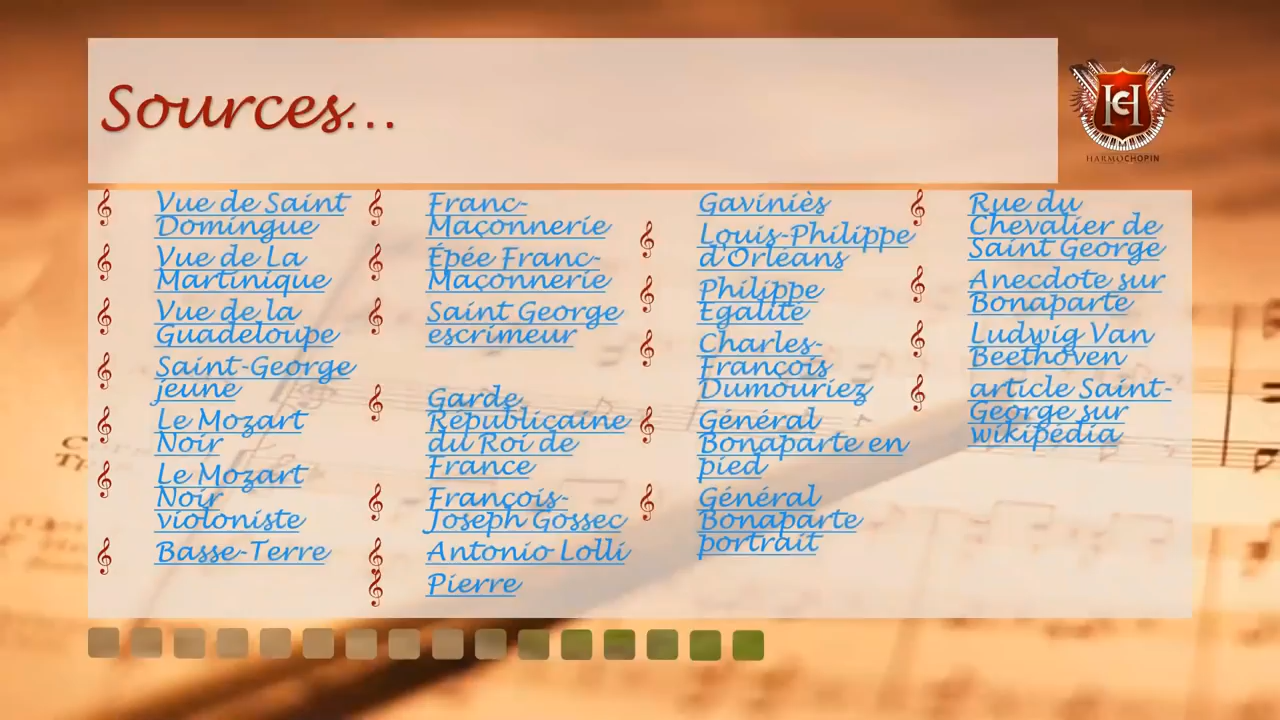 Sources...
HARMOCHOPIN
Vue de Saint
Domingue
Vue de La
Martinique
Vue de la
Guadeloupe
Saint-George
jeune
Le Mozart
Noir
Le Mozart
Noir
violoniste
Basse-Terre
Franc-
Maçonnerie
Épée Franc-
Maçonnerie
Saint George
escrimeur
Garde
Républicaine
du Roi de
France
François-
Joseph Gossec
Antonio Lolli
Pierre
Gaviniès
Louis-Philippe
d'Orléans
Philippe
Egalité
Charles-
François
Dumouriez
Général
Bonaparte en
pied
Général
Bonaparte
portrait
Rue du
Chevalier de
Saint George
Anecdote sur
Bonaparte
Ludwig Van
Beethoven
article Saint-
George sur
wikipédia